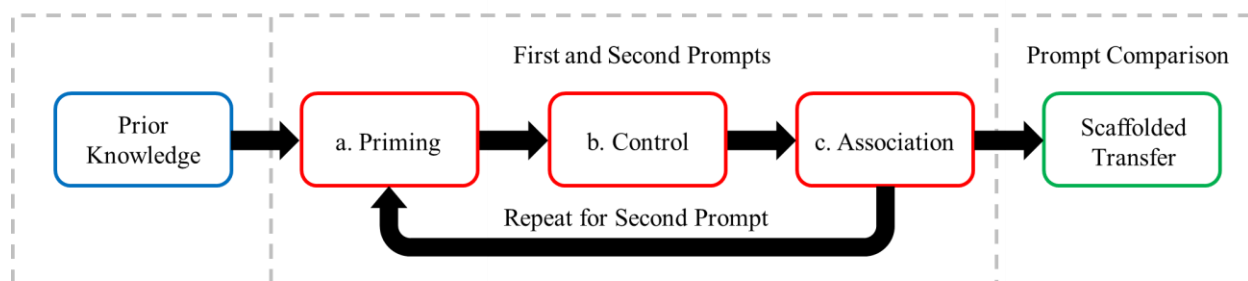 First and Second Prompts
Prompt Comparison
Prior
Knowledge
a. Priming
b. Control
c. Association
Scaffolded
Transfer
Repeat for Second Prompt